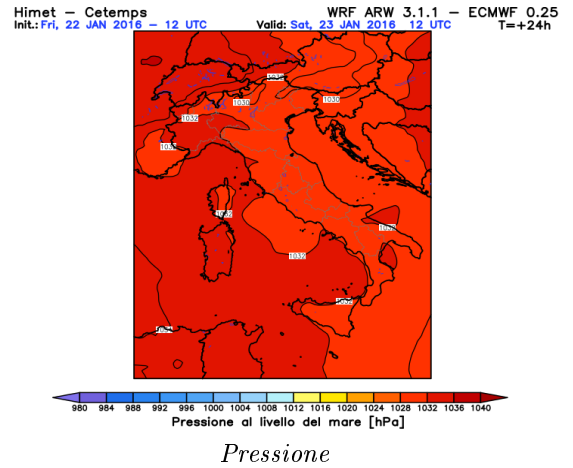 Himet – Cetemps WRF ARW 3.1.1 – ECMWF 0.25
Init.: Fri, 22 JAN 2016 – 12 UTC Valid: Sat, 23 JAN 2016 12 UTC T=+24h
1030
1032
1030
1032
1032
1032
980 984 988 992 996 1000 1004 1008 1012 1016 1020 1024 1028 1032 1036 1040
Pressione al livello del mare [hPa]
Pressione